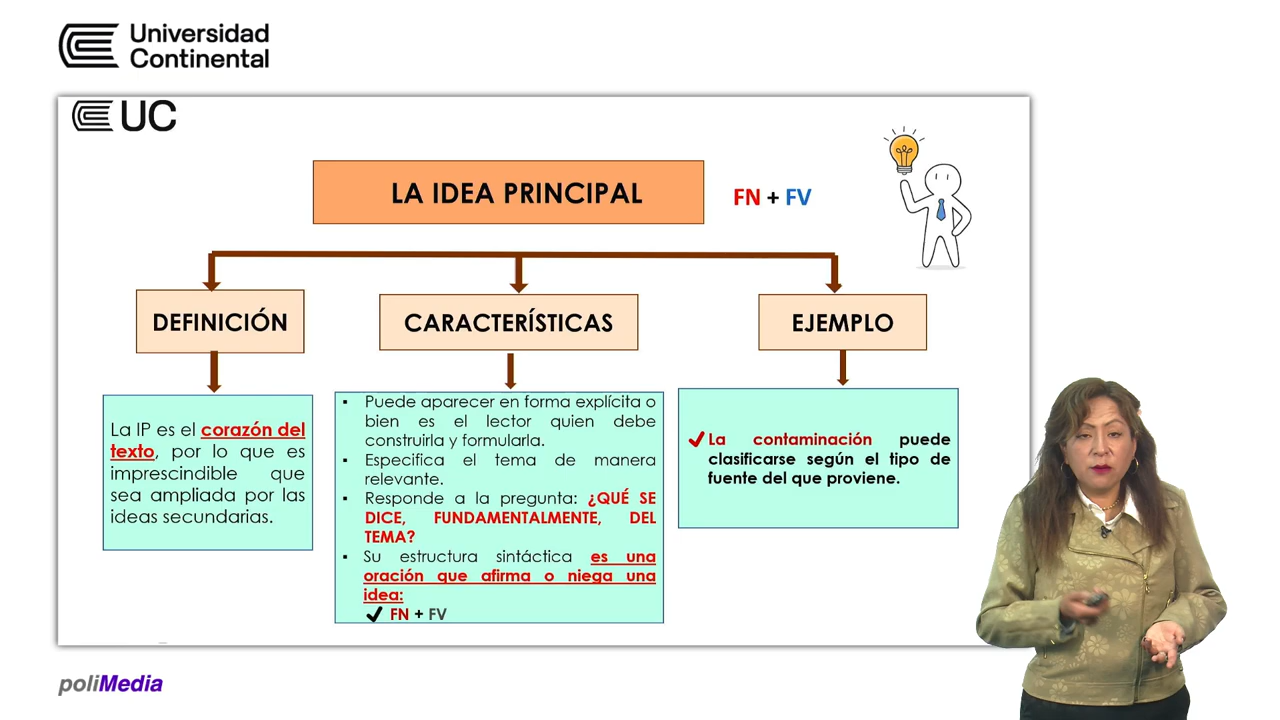 Universidad
Continental
UC
LA IDEA PRINCIPAL
FN + FV
DEFINICIÓN
CARACTERÍSTICAS
EJEMPLO
La IP es el corazón del
texto, por lo que es
imprescindible que
sea ampliada por las
ideas secundarias.
▪ Puede aparecer en forma explícita o
bien es el lector quien debe
construirla y formularla.
▪ Especifica el tema de manera
relevante.
▪ Responde a la pregunta: ¿QUÉ SE
DICE, FUNDAMENTALMENTE, DEL
TEMA?
▪ Su estructura sintáctica es una
oración que afirma o niega una
idea:
✔ FN + FV
✔La contaminación puede
clasificarse según el tipo de
fuente del que proviene.
poliMedia